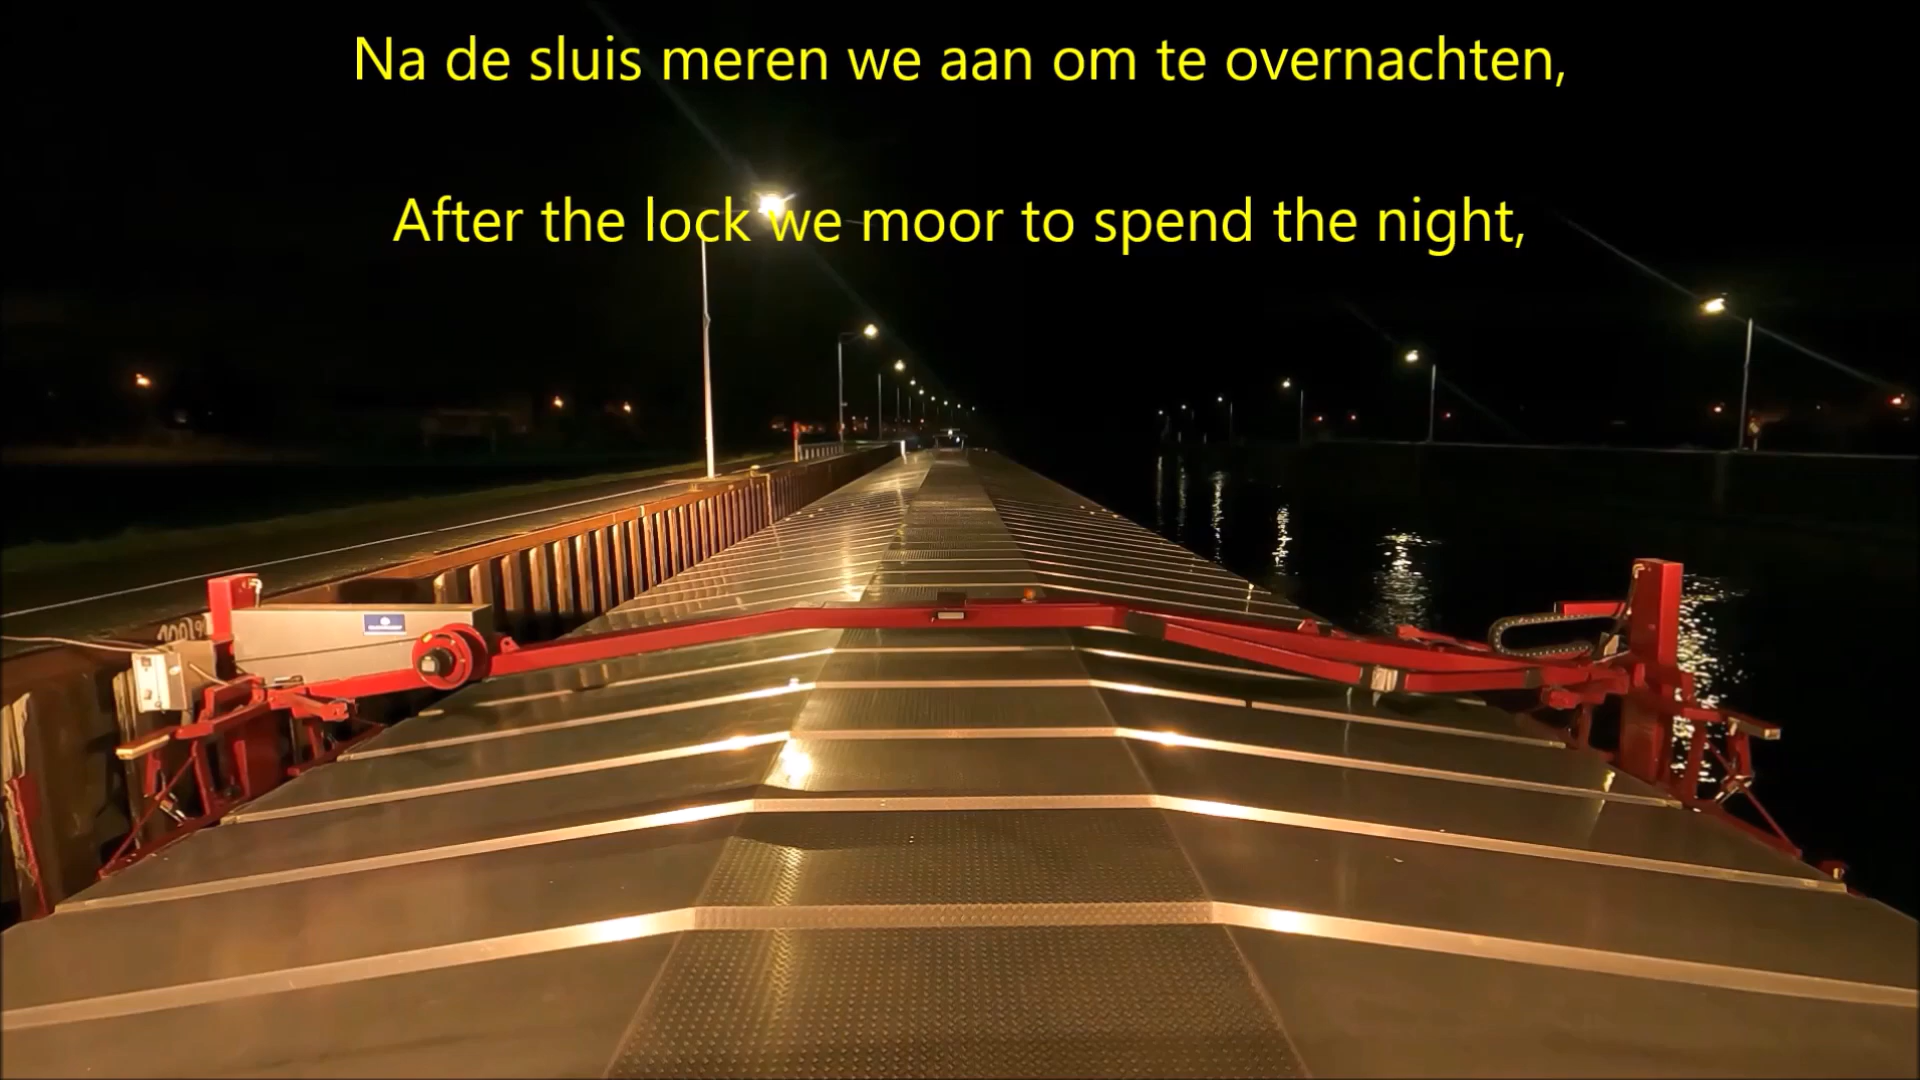 Na de sluis meren we aan om te overnachten,
After the lock we moor to spend the night,